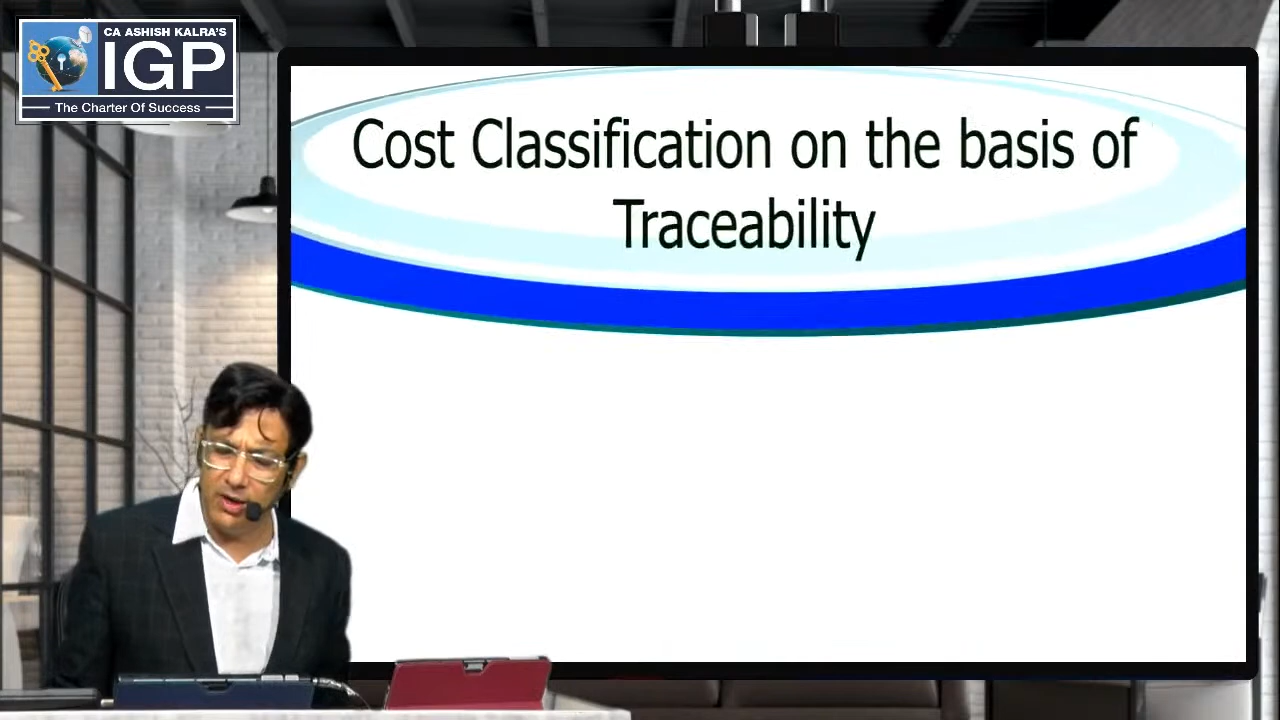 CA ASHISH KALRA'S
IGP
The Charter Of Success
Cost Classification on the basis of
Traceability